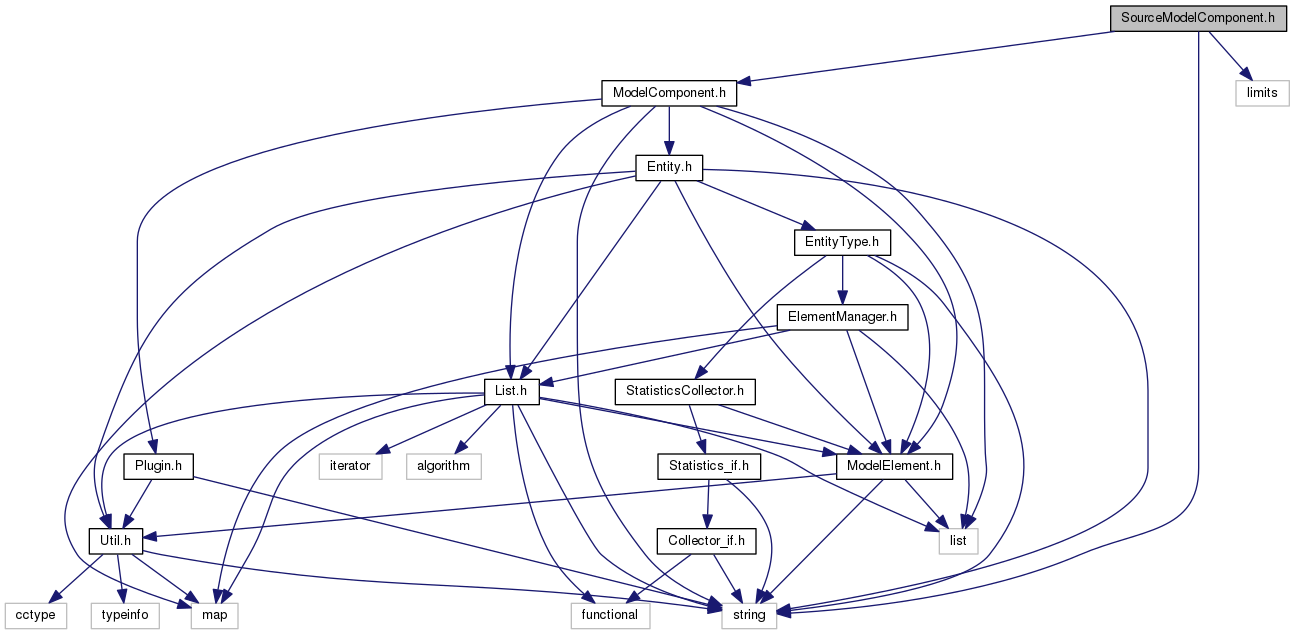 SourceModelComponent.h
ModelComponent.h
limits
Entity.h
EntityType.h
ElementManager.h
List.h
StatisticsCollector.h
Plugin.h
iterator
algorithm
Statistics_if.h
ModelElement.h
Util.h
Collector_if.h
list
cctype
typeinfo
map
functional
string